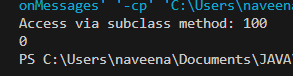 onMessages' '-cp' 'C:\Users\naveena
Access via subclass method: 100
0
PS C:\Users\naveena\Documents\JAVA